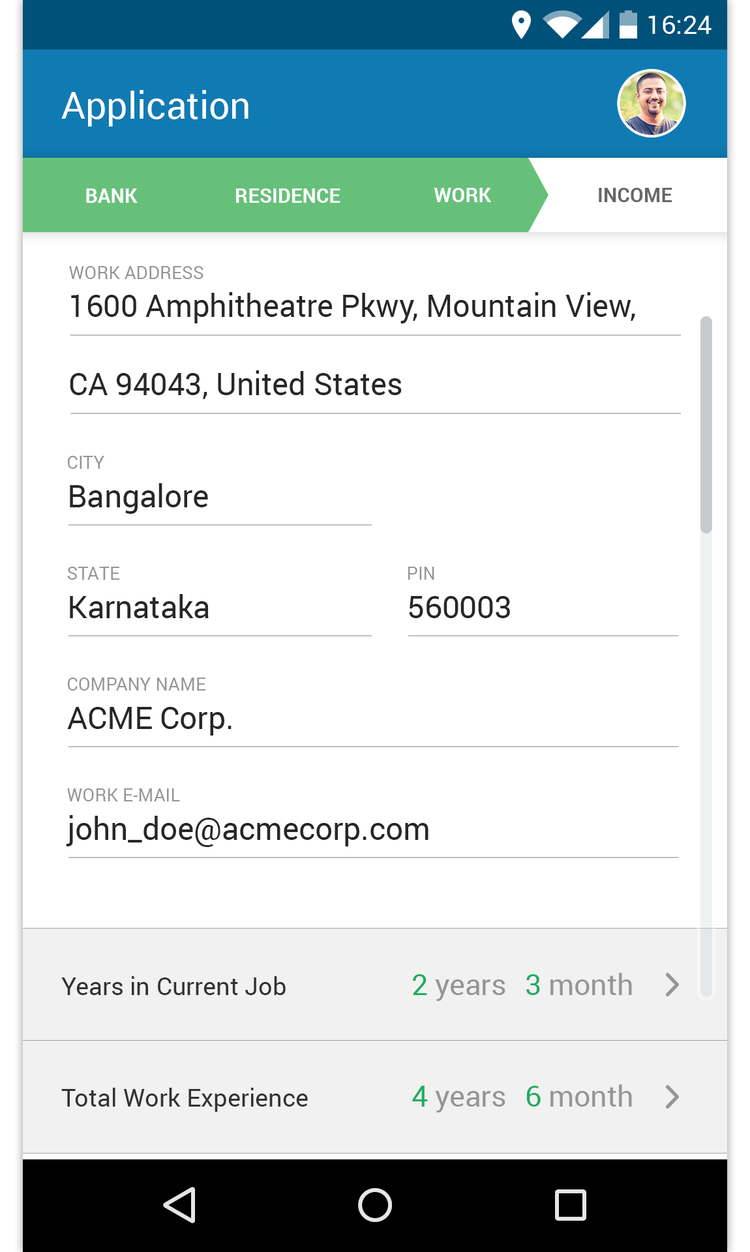 16:24
Application
BANK RESIDENCE WORK INCOME
WORK ADDRESS
1600 Amphitheatre Pkwy, Mountain View,
CA 94043, United States
CITY
Bangalore
STATE PIN
Karnataka 560003
COMPANY NAME
ACME Corp.
WORK E-MAIL
john_doe@acmecorp.com
Years in Current Job 2 years 3 month
Total Work Experience 4 years 6 month